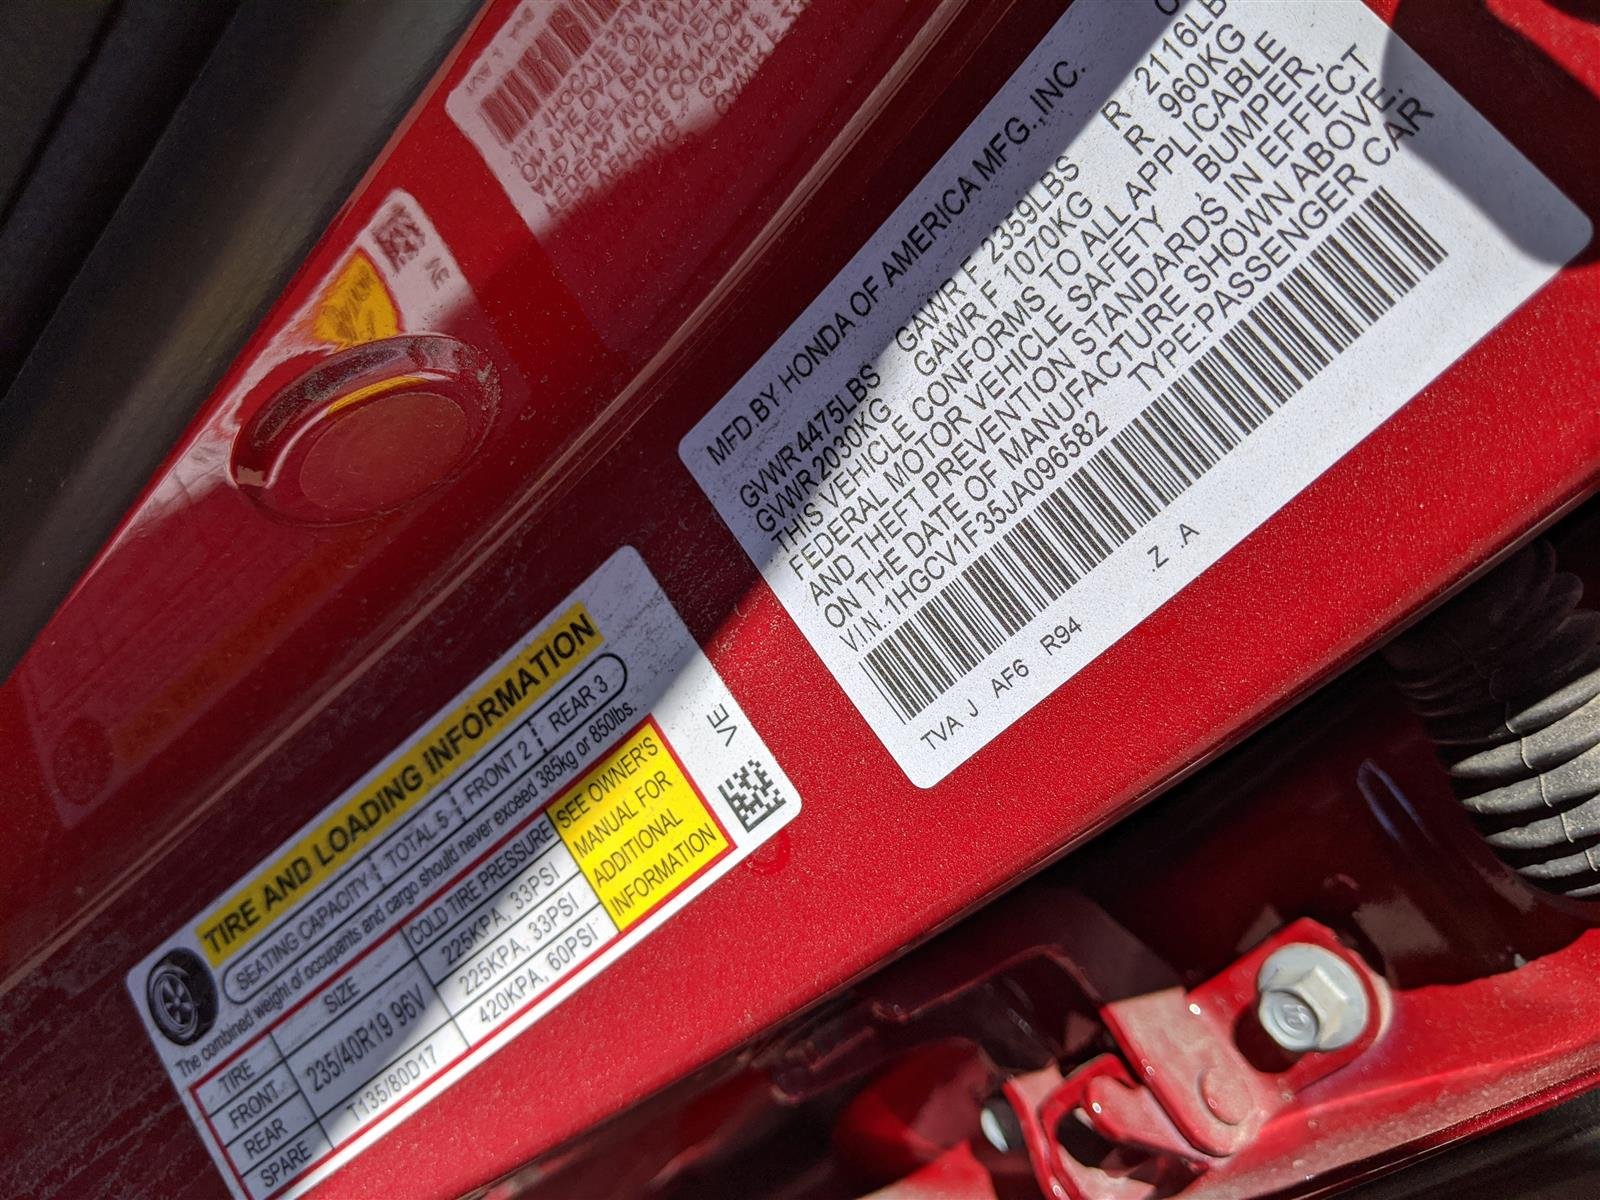 MFD.BY HONDA OF AMERICA MFG.,INC.
GVWR 4475LBS GAWR F 2359LBS R 2116LB
GVWR 2030KG GAWR F 1070KG R 960KG
THIS VEHICLE CONFORMS TO ALL APPLICABLE
FEDERAL MOTOR VEHICLE SAFETY, BUMPER,
AND THEFT PREVENTION STANDARDS IN EFFECT
ON THE DATE OF MANUFACTURE SHOWN ABOVE.
V.I.N.:1HGCV1F35JA096582 TYPE:PASSENGER CAR
TVA J AF6 R94 Z .A
TIRE AND LOADING INFORMATION
SEATING CAPACITY TOTAL 5 FRONT 2 REAR 3
The combined weight of occupants and cargo should never exceed 385kg or 850lbs.
TIRE SIZE COLD TIRE PRESSURE
FRONT 235/40R19 96V 225KPA, 33PSI
REAR 225KPA, 33PSI
SPARE T135/80D17 420KPA, 60PSI
SEE OWNER'S
MANUAL FOR
ADDITIONAL
INFORMATION
VE